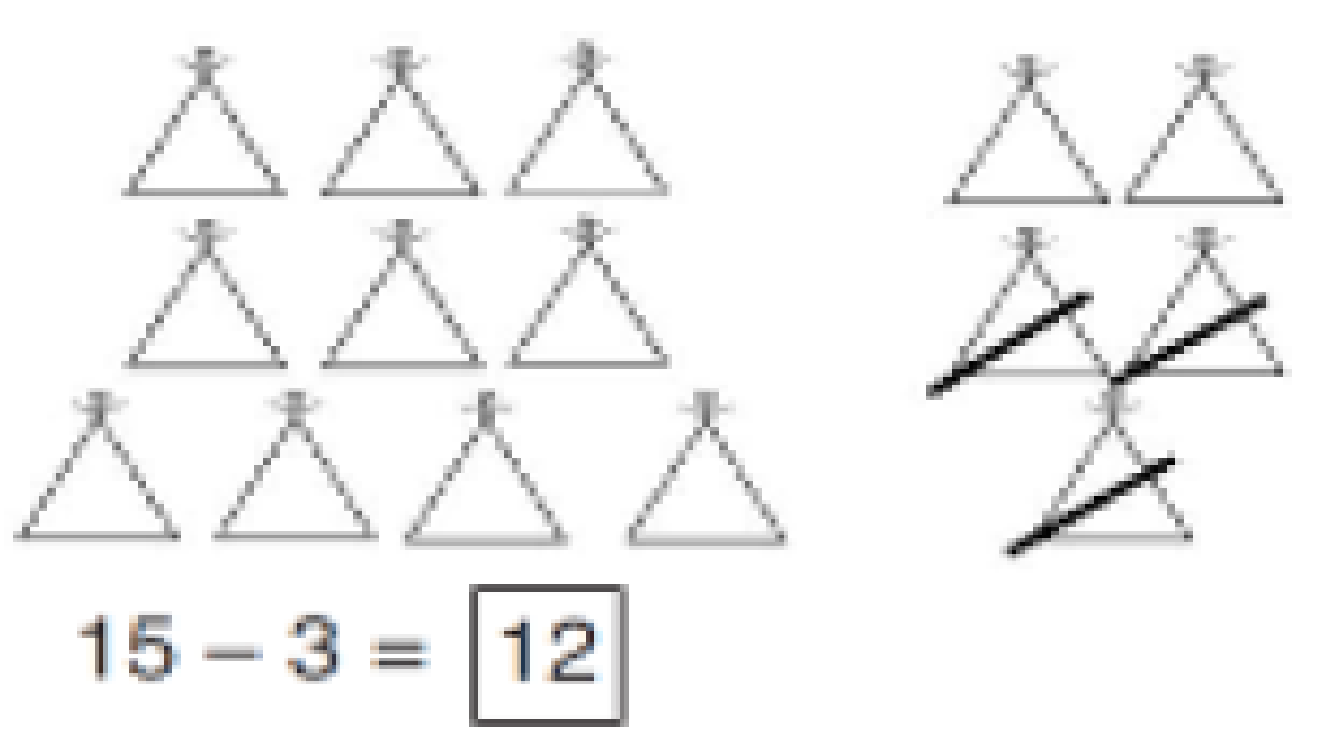 15 – 3 = 12